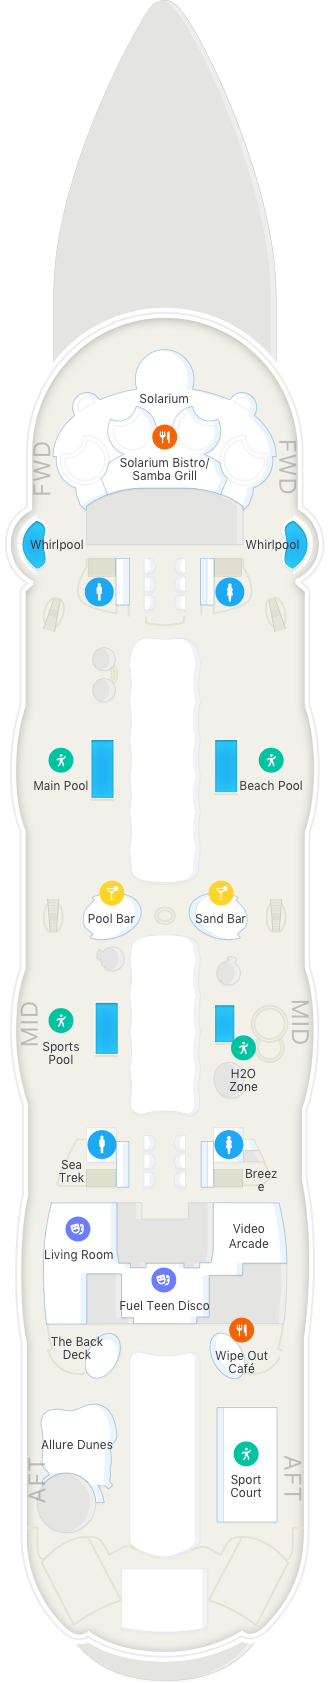 Solarium
Solarium Bistro/
Samba Grill
FWD
FWD
Whirlpool
Whirlpool
Main Pool
Beach Pool
Pool Bar
Sand Bar
MID
MID
Sports
Pool
H2O
Zone
Sea
Trek
Breez
e
Living Room
Video
Arcade
Fuel Teen Disco
The Back
Deck
Wipe Out
Café
Allure Dunes
AFT
AFT
Sport
Court